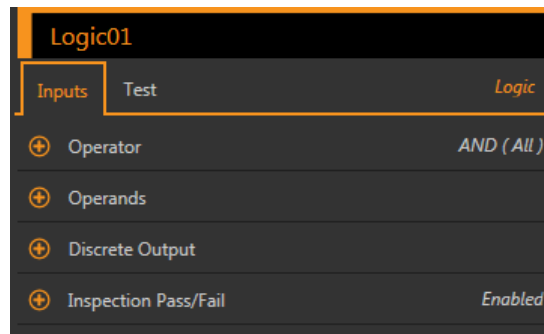 Logic01
Inputs Test Logic
Operator AND ( All )
Operands
Discrete Output
Inspection Pass/Fail Enabled